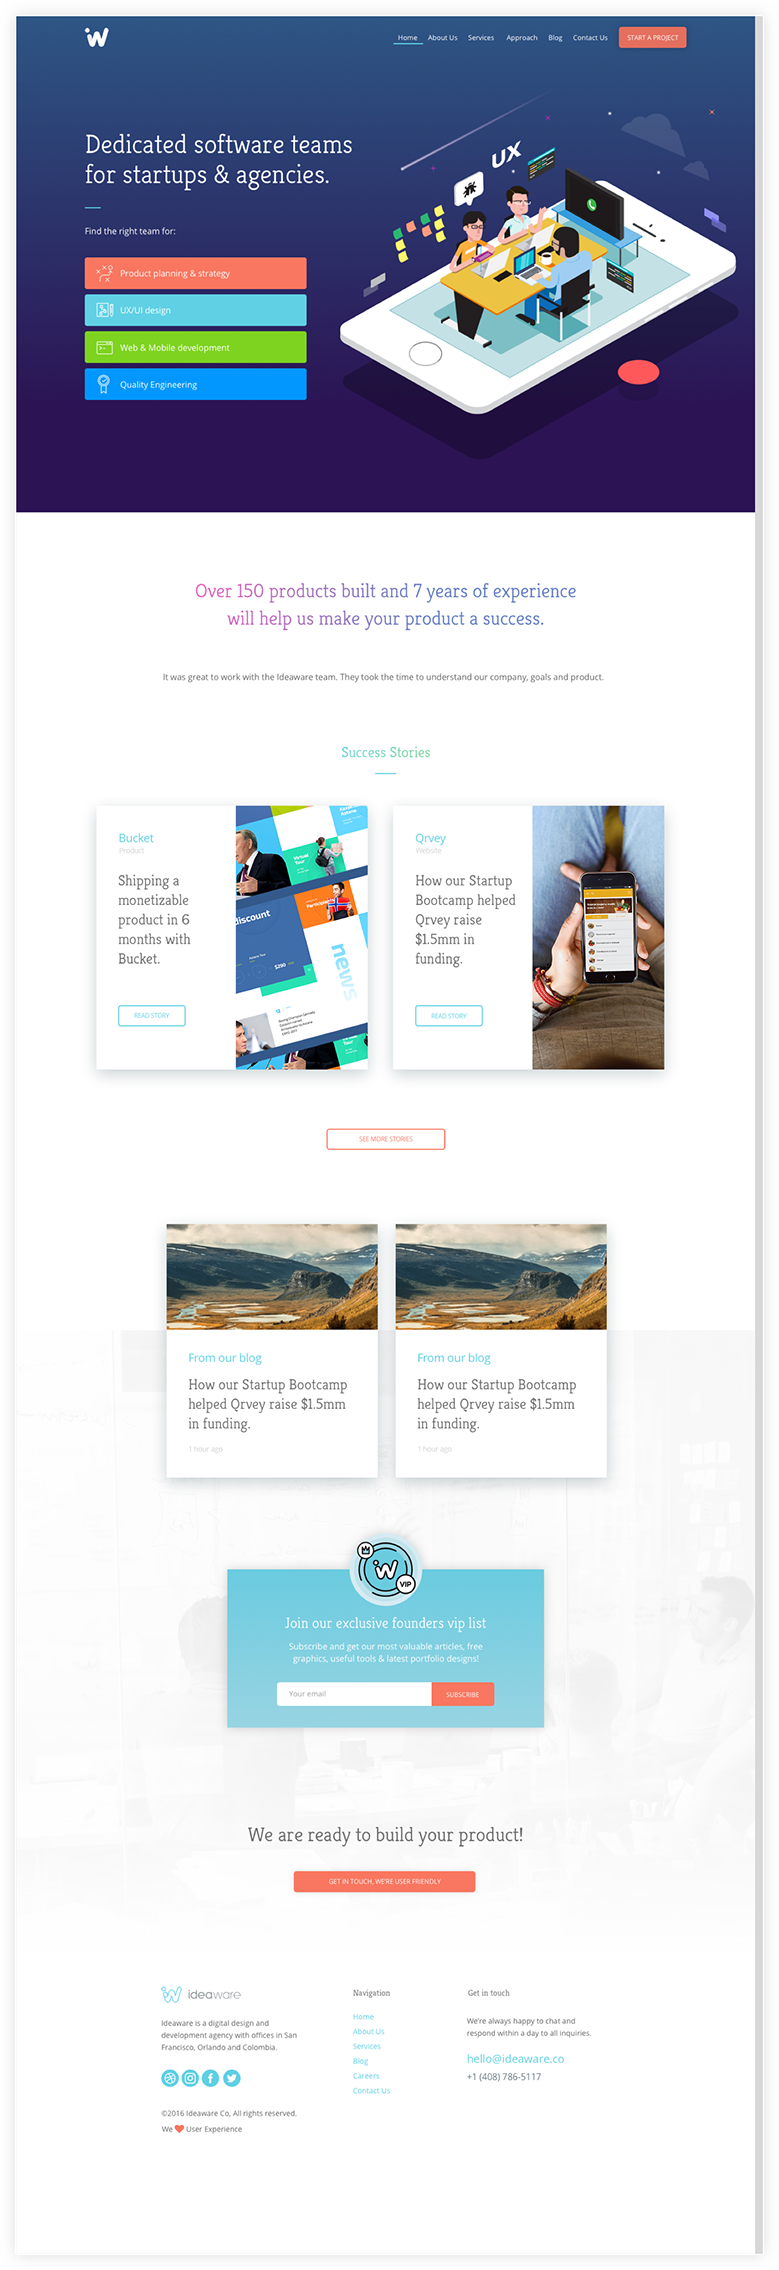 Home About Us Services Approach Blog Contact Us START A PROJECT
Dedicated software teams
for startups & agencies.
Find the right team for:
Product planning & strategy
UX/UI design
Web & Mobile development
Quality Engineering
UX
Over 150 products built and 7 years of experience
will help us make your product a success.
It was great to work with the Ideaware team. They took the time to understand our company, goals and product.
Success Stories
Bucket
Product
Shipping a
monetizable
product in 6
months with
Bucket.
READ STORY
Virtual
Tour
discount
$390
news
Qrvey
Website
How our Startup
Bootcamp helped
Qrvey raise
$1.5mm in
funding.
READ STORY
SEE MORE STORIES
From our blog
How our Startup Bootcamp
helped Qrvey raise $1.5mm
in funding.
1 hour ago
From our blog
How our Startup Bootcamp
helped Qrvey raise $1.5mm
in funding.
1 hour ago
VIP
Join our exclusive founders vip list
Subscribe and get our most valuable articles, free
graphics, useful tools & latest portfolio designs!
Your email SUBSCRIBE
We are ready to build your product!
GET IN TOUCH, WE'RE USER FRIENDLY
ideaware
Ideaware is a digital design and
development agency with offices in San
Francisco, Orlando and Colombia.
©2016 Ideaware Co, All rights reserved.
We User Experience
Navigation
Home
About Us
Services
Blog
Careers
Contact Us
Get in touch
We're always happy to chat and
respond within a day to all inquiries.
hello@ideaware.co
+1 (408) 786-5117